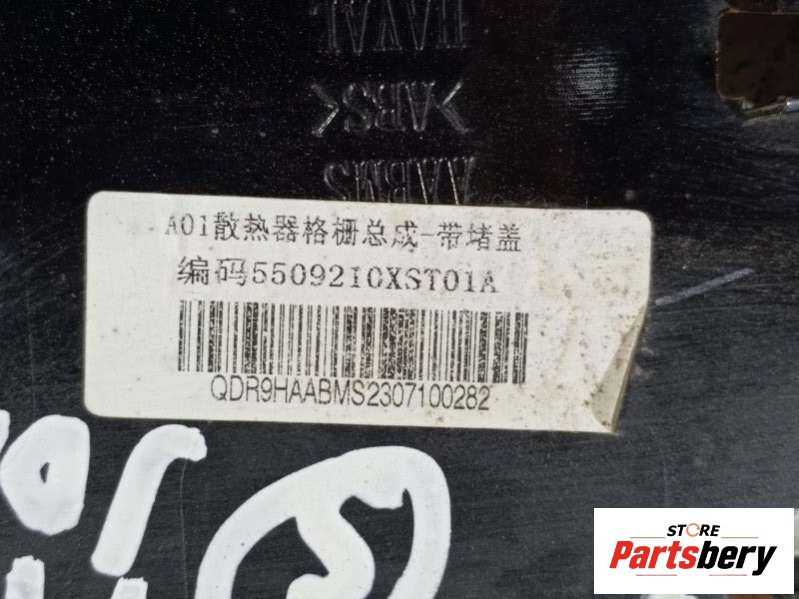 HAVAL
>ABS<
A01散热器格栅总成-带堵盖
编码5509210XST01A
QDR9HAABMS2307100282
S
STORE
Partsbery